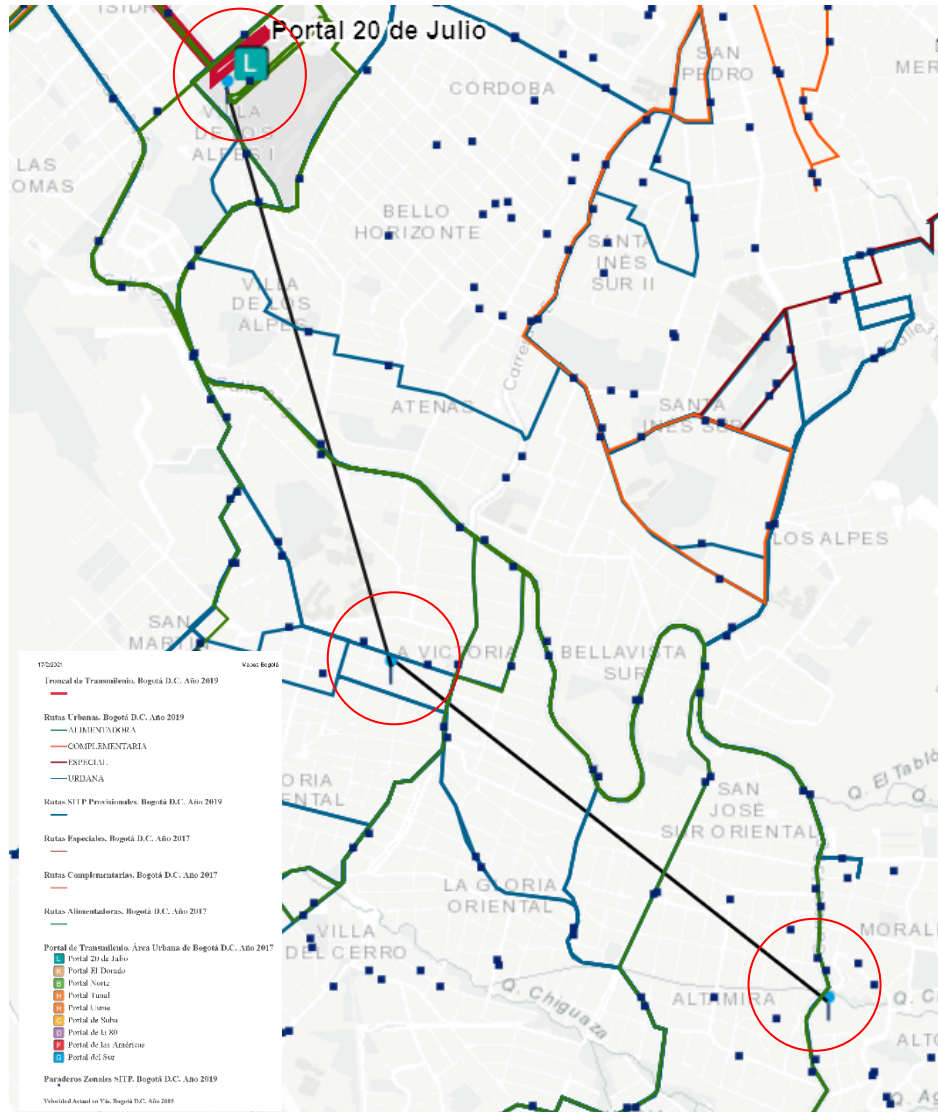 ISIDRO
Portal 20 de Julio
L
SAN
PEDRO
CÓRDOBA
VILLA
DE LOS
ALPES I
LAS
LOMAS
BELLO
HORIZONTE
SANTA
INÉS
SUR II
VILLA
DE LOS
ALPES
ATENAS
SANTA
INÉS SUR
LOS ALPES
SAN
MARTÍN
LA VICTORIA
BELLAVISTA
SUR
Q. El Tabló
Q.
SAN
JOSÉ
SUR ORIENTAL
LA GLORIA
ORIENTAL
ORIA
ENTAL
VILLA
DEL CERRO
MORAL
ALTAMIRA
Q. Chiguaza
Q. C
ALTO
Q. Ag
17/2/2021
Mapas Bogotá
Troncal de Transmilenio. Bogotá D.C. Año 2019
Rutas Urbanas. Bogotá D.C. Año 2019
ALIMENTADORA
COMPLEMENTARIA
ESPECIAL
URBANA
Rutas SITP Provisionales. Bogotá D.C. Año 2019
Rutas Especiales. Bogotá D.C. Año 2017
Rutas Complementarias. Bogotá D.C. Año 2017
Rutas Alimentadoras. Bogotá D.C. Año 2017
Portal de Transmilenio. Área Urbana de Bogotá D.C. Año 2017
L Portal 20 de Julio
K Portal El Dorado
B Portal Norte
H Portal Tunal
H Portal Usme
C Portal de Suba
D Portal de la 80
F Portal de las Américas
G Portal del Sur
Paraderos Zonales SITP. Bogotá D.C. Año 2019
Velocidad Actual en Vía. Bogotá D.C. Año 2019